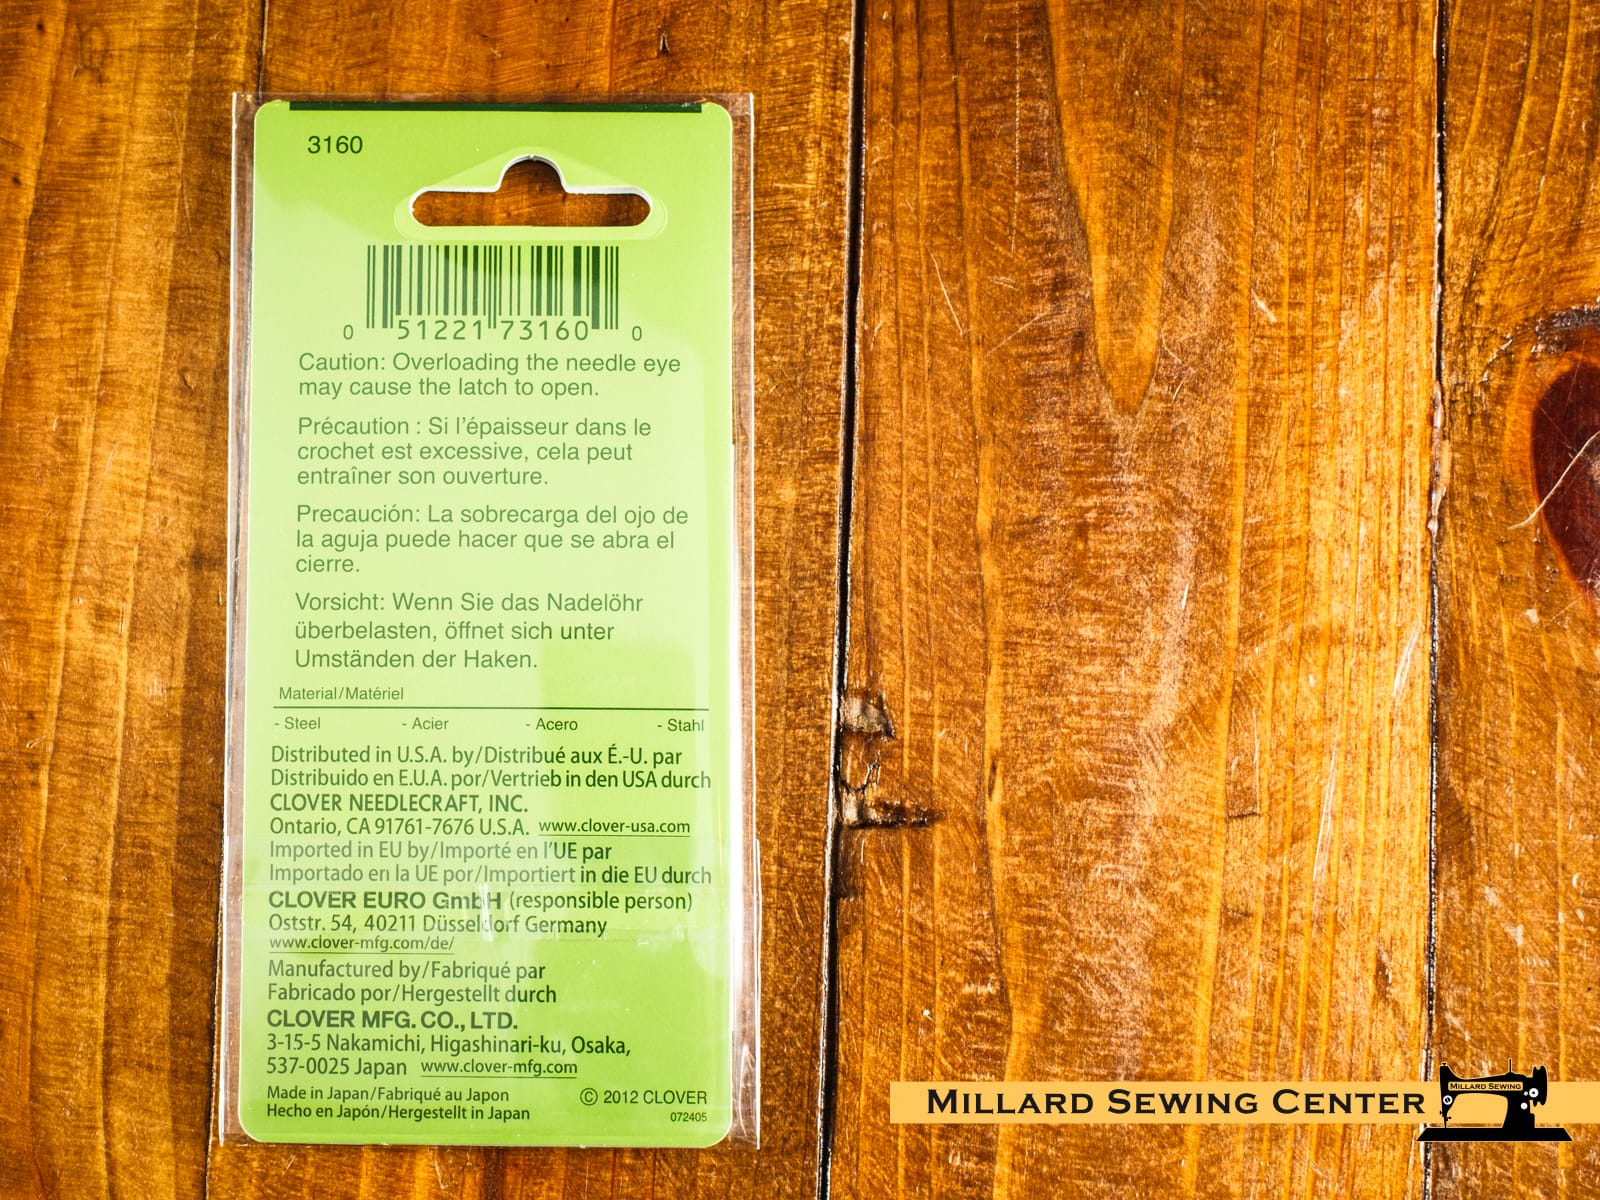 3160
0 51221 73160 0
Caution: Overloading the needle eye
may cause the latch to open.
Précaution : Si l'épaisseur dans le
crochet est excessive, cela peut
entraîner son ouverture.
Precaución: La sobrecarga del ojo de
la aguja puede hacer que se abra el
cierre.
Vorsicht: Wenn Sie das Nadelöhr
überbelasten, öffnet sich unter
Umständen der Haken.
Material/Matériel
- Steel - Acier - Acero - Stahl
Distributed in U.S.A. by/Distribué aux É.-U. par
Distribuido en E.U.A. por/Vertrieb in den USA durch
CLOVER NEEDLECRAFT, INC.
Ontario, CA 91761-7676 U.S.A. www.clover-usa.com
Imported in EU by/Importé en l'UE par
Importado en la UE por/Importiert in die EU durch
CLOVER EURO GmbH (responsible person)
Oststr. 54, 40211 Düsseldorf Germany
www.clover-mfg.com/de/
Manufactured by/Fabriqué par
Fabricado por/Hergestellt durch
CLOVER MFG. CO., LTD.
3-15-5 Nakamichi, Higashinari-ku, Osaka,
537-0025 Japan www.clover-mfg.com
Made in Japan/Fabriqué au Japon
Hecho en Japón/Hergestellt in Japan
© 2012 CLOVER
072405
Millard Sewing Center
Millard Sewing